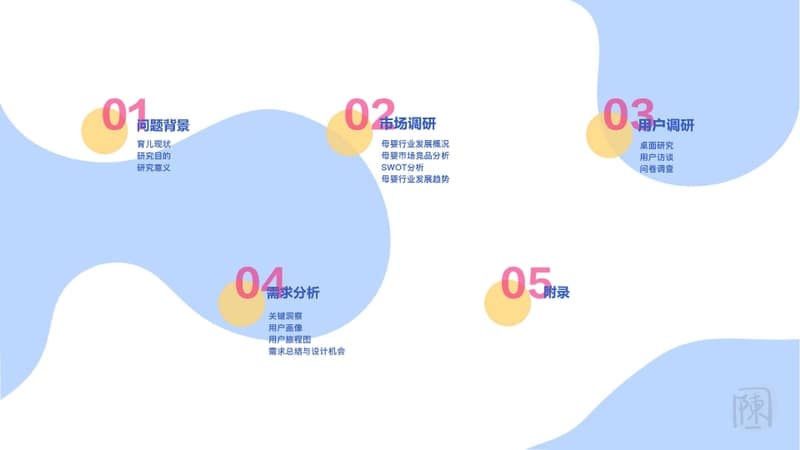 01
问题背景
育儿现状
研究目的
研究意义
02
市场调研
母婴行业发展概况
母婴市场竞品分析
SWOT分析
母婴行业发展趋势
03
用户调研
桌面研究
用户访谈
问卷调查
04
需求分析
关键洞察
用户画像
用户旅程图
需求总结与设计机会
05
附录
陳